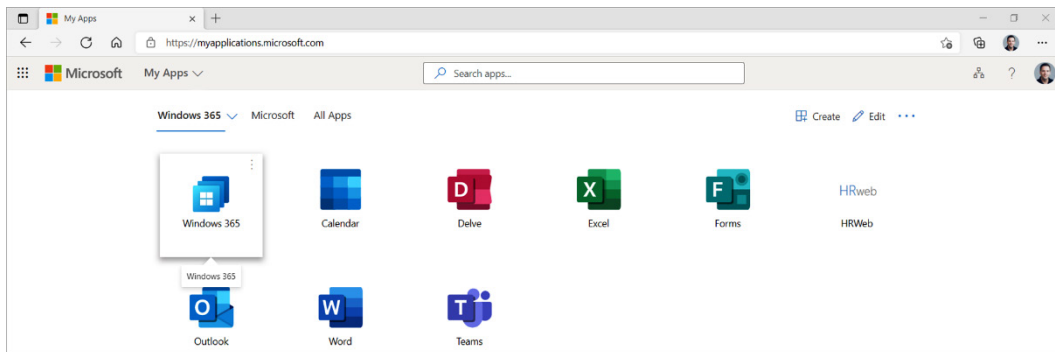 My Apps
https://myapplications.microsoft.com
Microsoft My Apps Search apps... ?
Windows 365 Microsoft All Apps Create Edit
D X F HRweb
Windows 365 Calendar Delve Excel Forms HRWeb
Windows 365
O W T
Outlook Word Teams